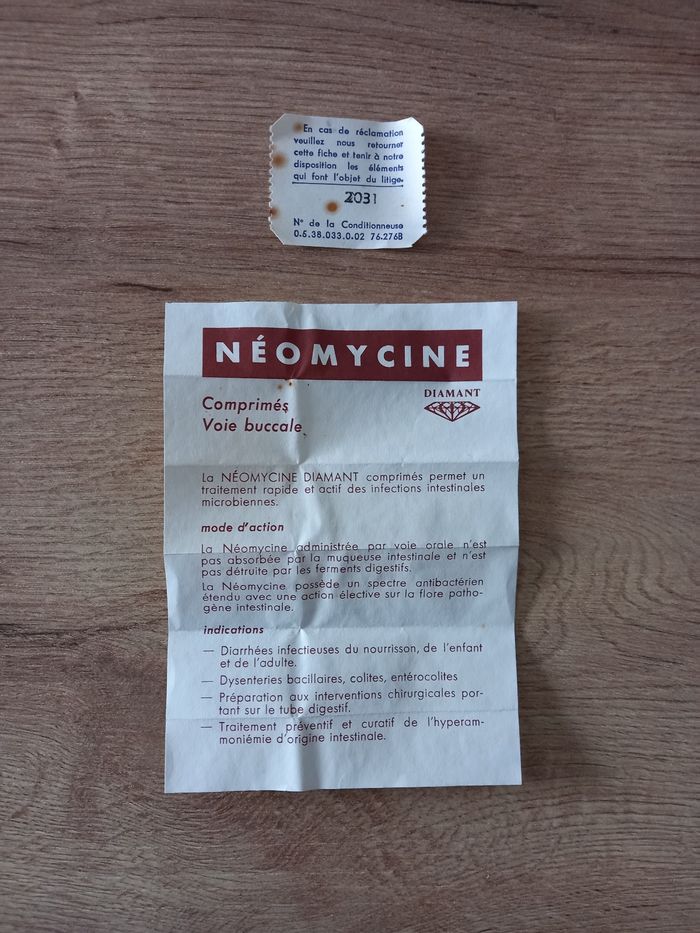 En cas de réclamation
veuillez nous retourner
cette fiche et tenir à notre
disposition les éléments
qui font l'objet du litige.
2031
N° de la Conditionneuse
0.5.38.033.0.02 76.276B
NÉOMYCINE
DIAMANT
Comprimés
Voie buccale
La NÉOMYCINE DIAMANT comprimés permet un
traitement rapide et actif des infections intestinales
microbiennes.
mode d'action
La Néomycine administrée par voie orale n'est
pas absorbée par la muqueuse intestinale et n'est
pas détruite par les ferments digestifs.
La Néomycine possède un spectre antibactérien
étendu avec une action élective sur la flore patho-
gène intestinale.
indications
— Diarrhées infectieuses du nourrisson, de l'enfant
et de l'adulte.
— Dysenteries bacillaires, colites, entérocolites
— Préparation aux interventions chirurgicales por-
tant sur le tube digestif.
— Traitement préventif et curatif de l'hyperam-
moniémie d'origine intestinale.